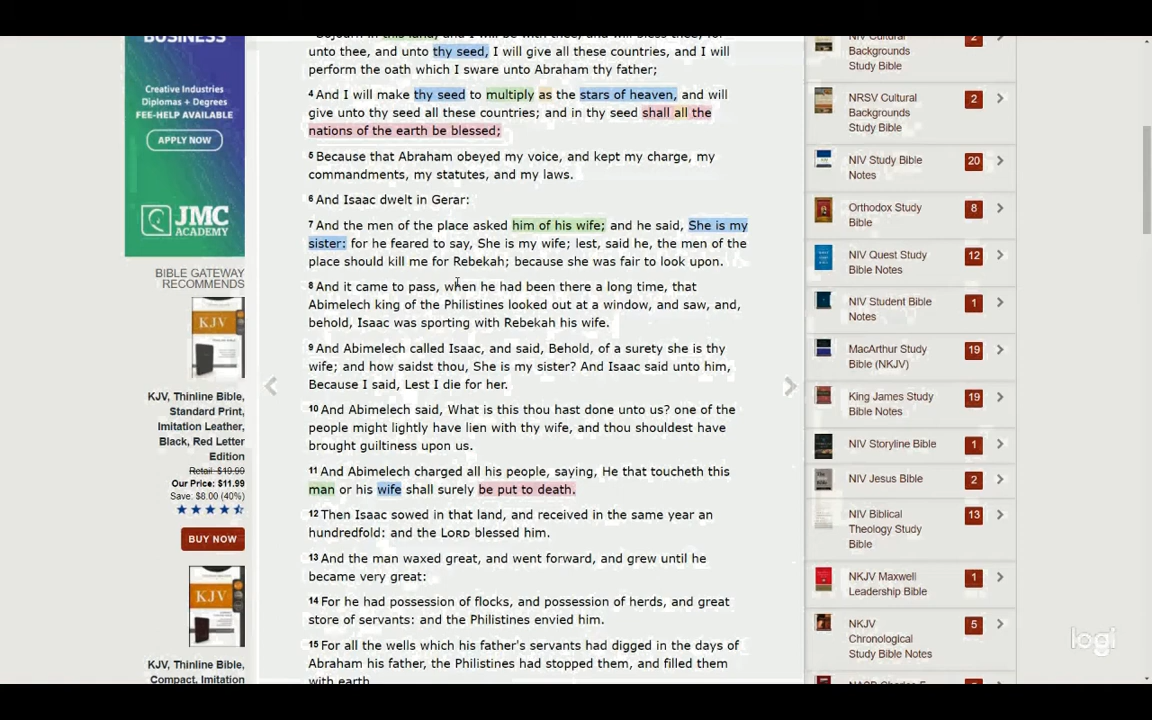 BUSINESS
Creative Industries
Diplomas + Degrees
FEE-HELP AVAILABLE
APPLY NOW
JMC
ACADEMY
BIBLE GATEWAY
RECOMMENDS
KJV
KJV, Thinline Bible,
Standard Print,
Imitation Leather,
Black, Red Letter
Edition
Retail: $19.99
Our Price: $11.99
Save: $8.00 (40%)
BUY NOW
KJV
KJV, Thinline Bible,
Compact, Imitation
sojourn in this land, and I will be with thee, and will bless thee; for
unto thee, and unto thy seed, I will give all these countries, and I will
perform the oath which I sware unto Abraham thy father;
4 And I will make thy seed to multiply as the stars of heaven, and will
give unto thy seed all these countries; and in thy seed shall all the
nations of the earth be blessed;
5 Because that Abraham obeyed my voice, and kept my charge, my
commandments, my statutes, and my laws.
6 And Isaac dwelt in Gerar:
7 And the men of the place asked him of his wife; and he said, She is my
sister: for he feared to say, She is my wife; lest, said he, the men of the
place should kill me for Rebekah; because she was fair to look upon.
8 And it came to pass, when he had been there a long time, that
Abimelech king of the Philistines looked out at a window, and saw, and,
behold, Isaac was sporting with Rebekah his wife.
9 And Abimelech called Isaac, and said, Behold, of a surety she is thy
wife; and how saidst thou, She is my sister? And Isaac said unto him,
Because I said, Lest I die for her.
10 And Abimelech said, What is this thou hast done unto us? one of the
people might lightly have lien with thy wife, and thou shouldest have
brought guiltiness upon us.
11 And Abimelech charged all his people, saying, He that toucheth this
man or his wife shall surely be put to death.
12 Then Isaac sowed in that land, and received in the same year an
hundredfold: and the LORD blessed him.
13 And the man waxed great, and went forward, and grew until he
became very great:
14 For he had possession of flocks, and possession of herds, and great
store of servants: and the Philistines envied him.
15 For all the wells which his father's servants had digged in the days of
Abraham his father, the Philistines had stopped them, and filled them
with earth.
NIV Cultural
Backgrounds
Study Bible
2
NRSV Cultural
Backgrounds
Study Bible
2
NIV Study Bible
Notes
20
Orthodox Study
Bible
8
NIV Quest Study
Bible Notes
12
NIV Student Bible
Notes
1
MacArthur Study
Bible (NKJV)
19
King James Study
Bible Notes
19
NIV Storyline Bible
1
NIV Jesus Bible
2
NIV Biblical
Theology Study
Bible
13
NKJV Maxwell
Leadership Bible
1
NKJV
Chronological
Study Bible Notes
5
logi